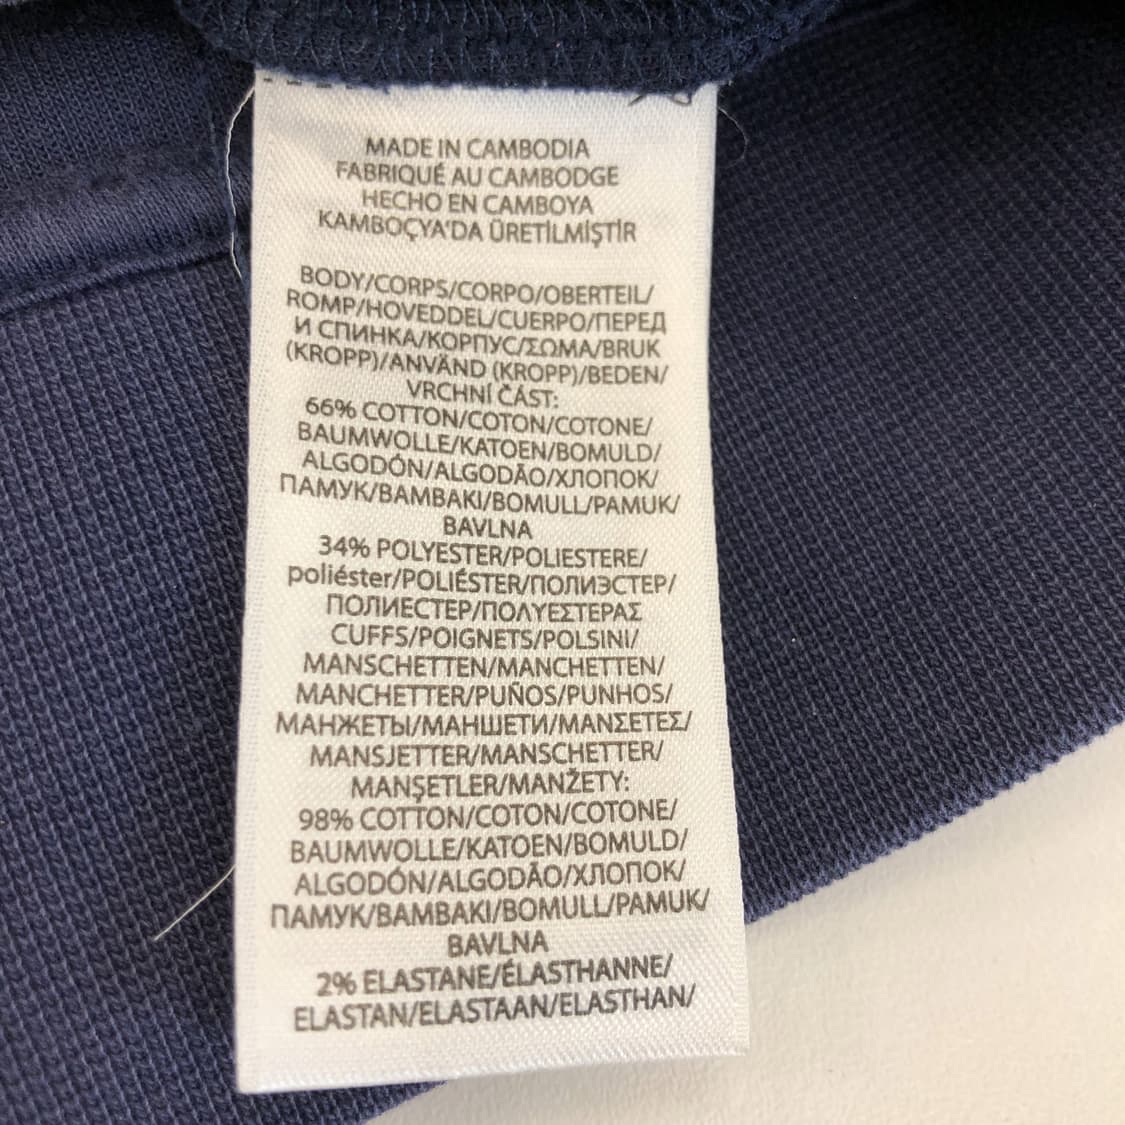 MADE IN CAMBODIA
FABRIQUÉ AU CAMBODGE
HECHO EN CAMBOYA
KAMBOÇYA'DA ÜRETİLMİŞTİR
BODY/CORPS/CORPO/OBERTEIL/
ROMP/HOVEDDEL/CUERPO/ПЕРЕД
И СПИНКА/КОРПУС/ΣΩΜΑ/BRUK
(KROPP)/ANVÄND (KROPP)/BEDEN/
VRCHNÍ ČÁST:
66% COTTON/COTON/COTONE/
BAUMWOLLE/KATOEN/BOMULD/
ALGODÓN/ALGODÃO/ХЛОПОК/
ПАМУК/BAMBAKI/BOMULL/PAMUK/
BAVLNA
34% POLYESTER/POLIESTERE/
poliéster/POLIÉSTER/ПОЛИЭСТЕР/
ПОЛИЕСТЕР/ΠΟΛΥΕΣΤΕΡΑΣ
CUFFS/POIGNETS/POLSINI/
MANSCHETTEN/MANCHETTEN/
MANCHETTER/PUÑOS/PUNHOS/
МАНЖЕТЫ/МАНШЕТИ/ΜΑΝΣΕΤΕΣ/
MANSJETTER/MANSCHETTER/
MANŞETLER/MANŽETY:
98% COTTON/COTON/COTONE/
BAUMWOLLE/KATOEN/BOMULD/
ALGODÓN/ALGODÃO/ХЛОПОК/
ПАМУК/BAMBAKI/BOMULL/PAMUK/
BAVLNA
2% ELASTANE/ÉLASTHANNE/
ELASTAN/ELASTAAN/ELASTHAN/